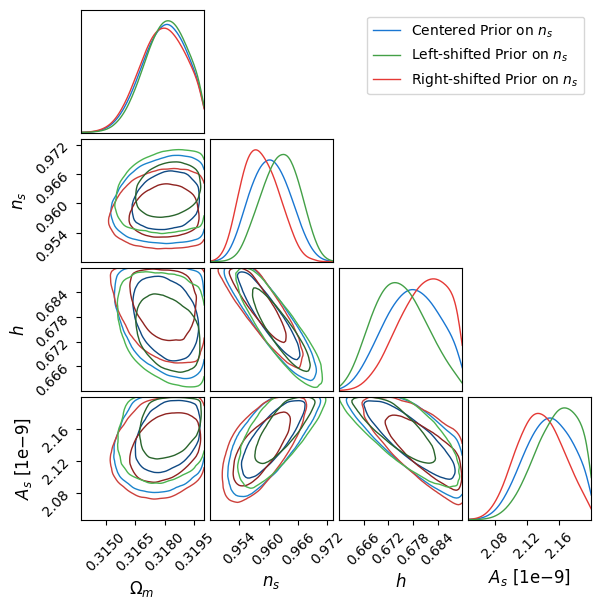 Centered Prior on n_s
Left-shifted Prior on n_s
Right-shifted Prior on n_s
n_s
0.972
0.966
0.960
0.954
h
0.684
0.678
0.672
0.666
A_s [1e−9]
2.16
2.12
2.08
0.3150 0.3165 0.3180 0.3195
0.954 0.960 0.966 0.972
0.666 0.672 0.678 0.684
2.08 2.12 2.16
Ω_m n_s h A_s [1e−9]